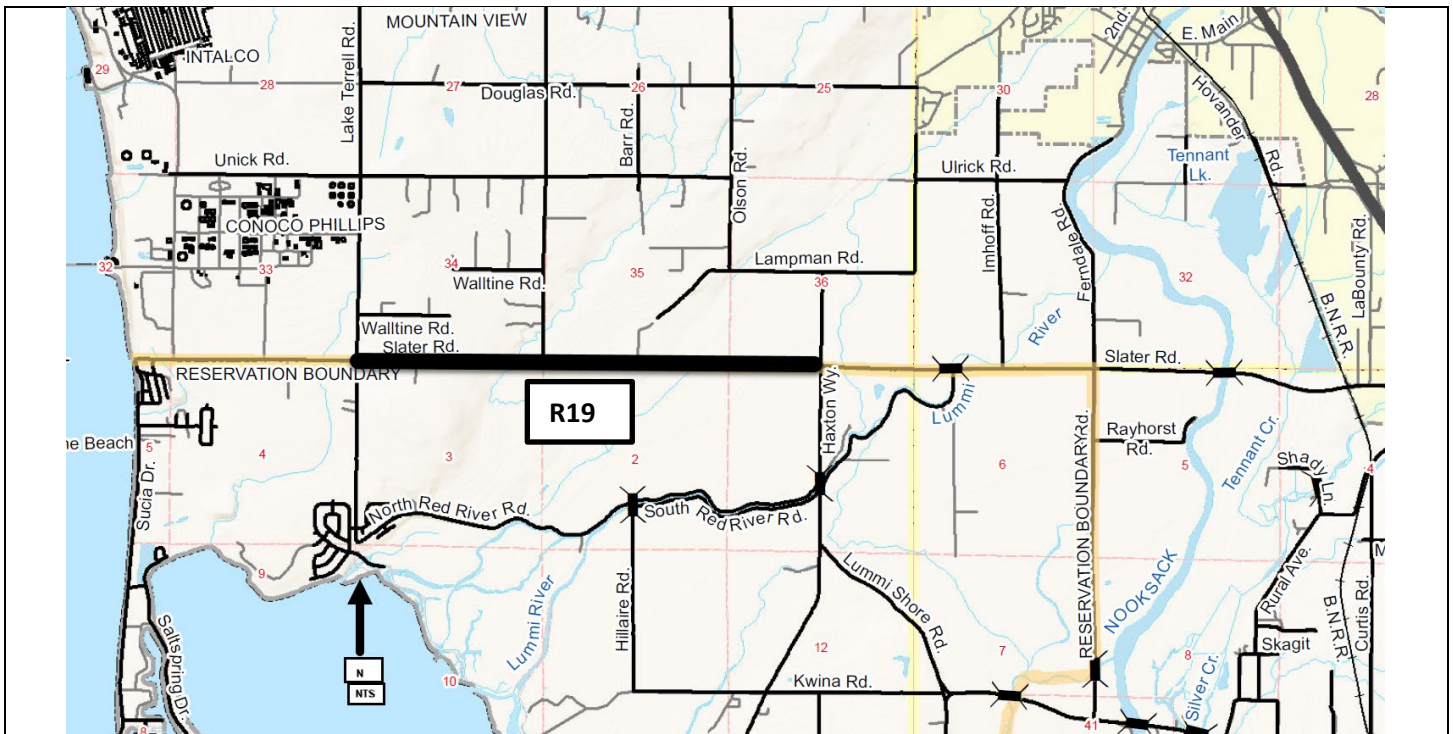 MOUNTAIN VIEW
2nd.
E. Main
INTALCO
29
28
27
26
25
30
28
Lake Terrell Rd.
Douglas Rd.
Barr Rd.
Olson Rd.
Hovander
Rd.
Unick Rd.
Ulrick Rd.
Tennant
Lk.
CONOCO PHILLIPS
Imhoff Rd.
Ferndale Rd.
LaBounty Rd.
32
33
34
35
36
32
Walltine Rd.
Lampman Rd.
B.N.R.R.
River
Walltine Rd.
Slater Rd.
Slater Rd.
RESERVATION BOUNDARY
R19
Haxton Wy.
Lummi
RESERVATION BOUNDARY
Rd.
Rayhorst
Rd.
he Beach
5
4
3
2
6
5
4
Sucia Dr.
Tennant Cr.
Shady Ln.
North Red River Rd.
South Red River Rd.
M
9
Lummi River
Hillaire Rd.
Lummi Shore Rd.
NOOKSACK
Rural Ave.
B.N.R.R.
Curtis Rd.
Saltspring Dr.
N
NTS
10
12
7
8
Skagit
Kwina Rd.
Silver Cr.
8
41